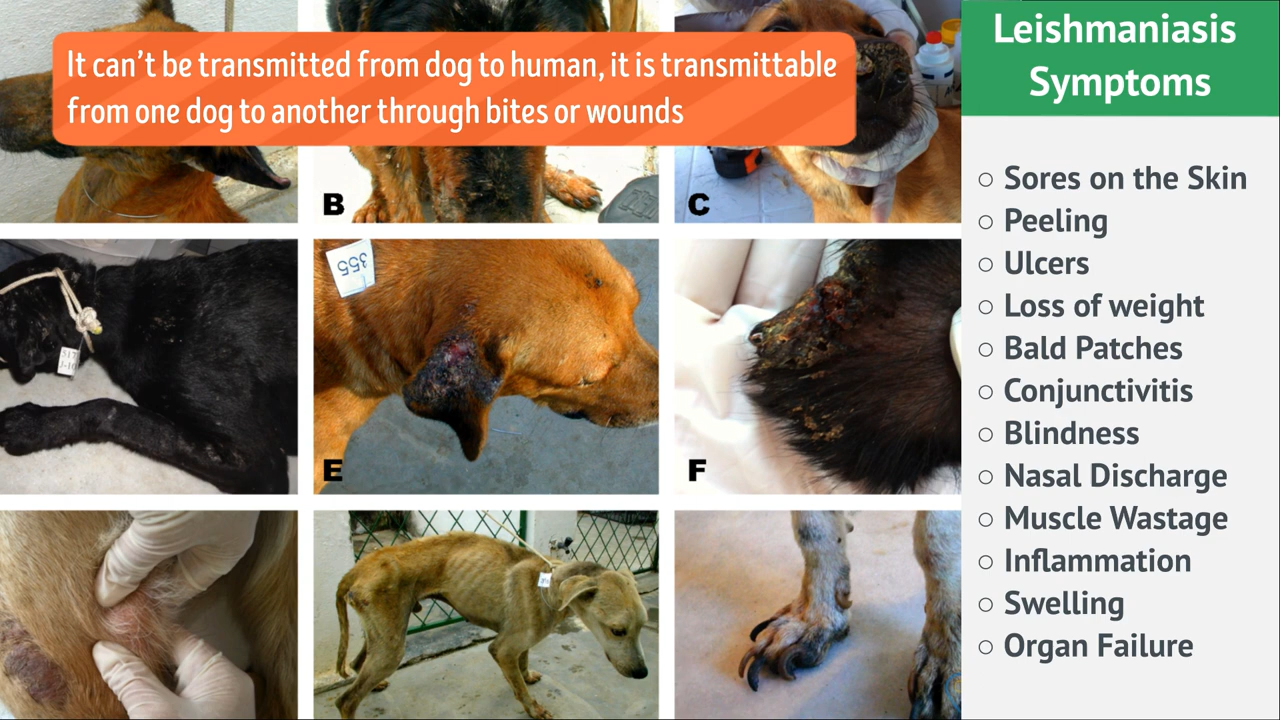 It can't be transmitted from dog to human, it is transmittable
from one dog to another through bites or wounds
Leishmaniasis
Symptoms
○ Sores on the Skin
○ Peeling
○ Ulcers
○ Loss of weight
○ Bald Patches
○ Conjunctivitis
○ Blindness
○ Nasal Discharge
○ Muscle Wastage
○ Inflammation
○ Swelling
○ Organ Failure
B
C
355
E
F